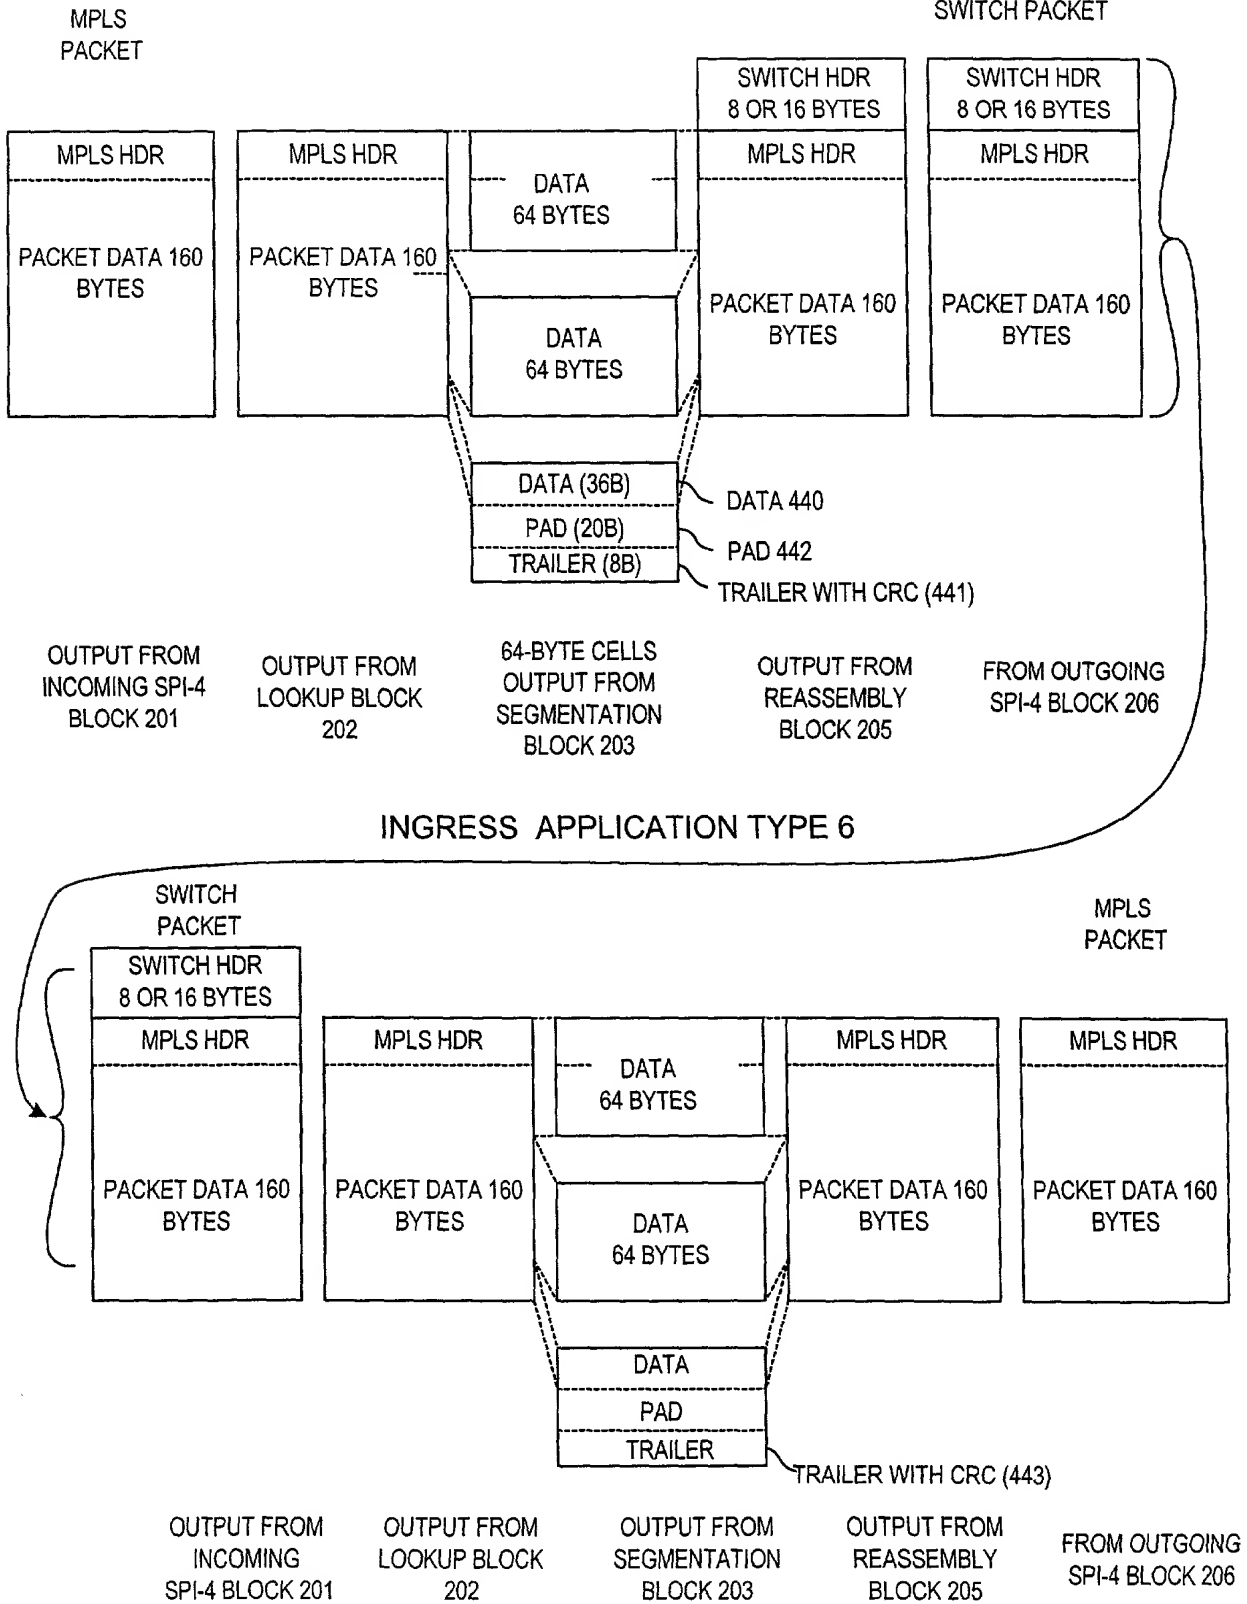 MPLS
PACKET
SWITCH PACKET
SWITCH HDR
8 OR 16 BYTES
SWITCH HDR
8 OR 16 BYTES
MPLS HDR
MPLS HDR
DATA
64 BYTES
MPLS HDR
MPLS HDR
PACKET DATA 160
BYTES
PACKET DATA 160
BYTES
DATA
64 BYTES
PACKET DATA 160
BYTES
PACKET DATA 160
BYTES
DATA (36B)
DATA 440
PAD (20B)
PAD 442
TRAILER (8B)
TRAILER WITH CRC (441)
OUTPUT FROM
INCOMING SPI-4
BLOCK 201
OUTPUT FROM
LOOKUP BLOCK
202
64-BYTE CELLS
OUTPUT FROM
SEGMENTATION
BLOCK 203
OUTPUT FROM
REASSEMBLY
BLOCK 205
FROM OUTGOING
SPI-4 BLOCK 206
INGRESS APPLICATION TYPE 6
SWITCH
PACKET
MPLS
PACKET
SWITCH HDR
8 OR 16 BYTES
MPLS HDR
MPLS HDR
DATA
64 BYTES
MPLS HDR
MPLS HDR
PACKET DATA 160
BYTES
PACKET DATA 160
BYTES
DATA
64 BYTES
PACKET DATA 160
BYTES
PACKET DATA 160
BYTES
DATA
PAD
TRAILER
TRAILER WITH CRC (443)
OUTPUT FROM
INCOMING
SPI-4 BLOCK 201
OUTPUT FROM
LOOKUP BLOCK
202
OUTPUT FROM
SEGMENTATION
BLOCK 203
OUTPUT FROM
REASSEMBLY
BLOCK 205
FROM OUTGOING
SPI-4 BLOCK 206